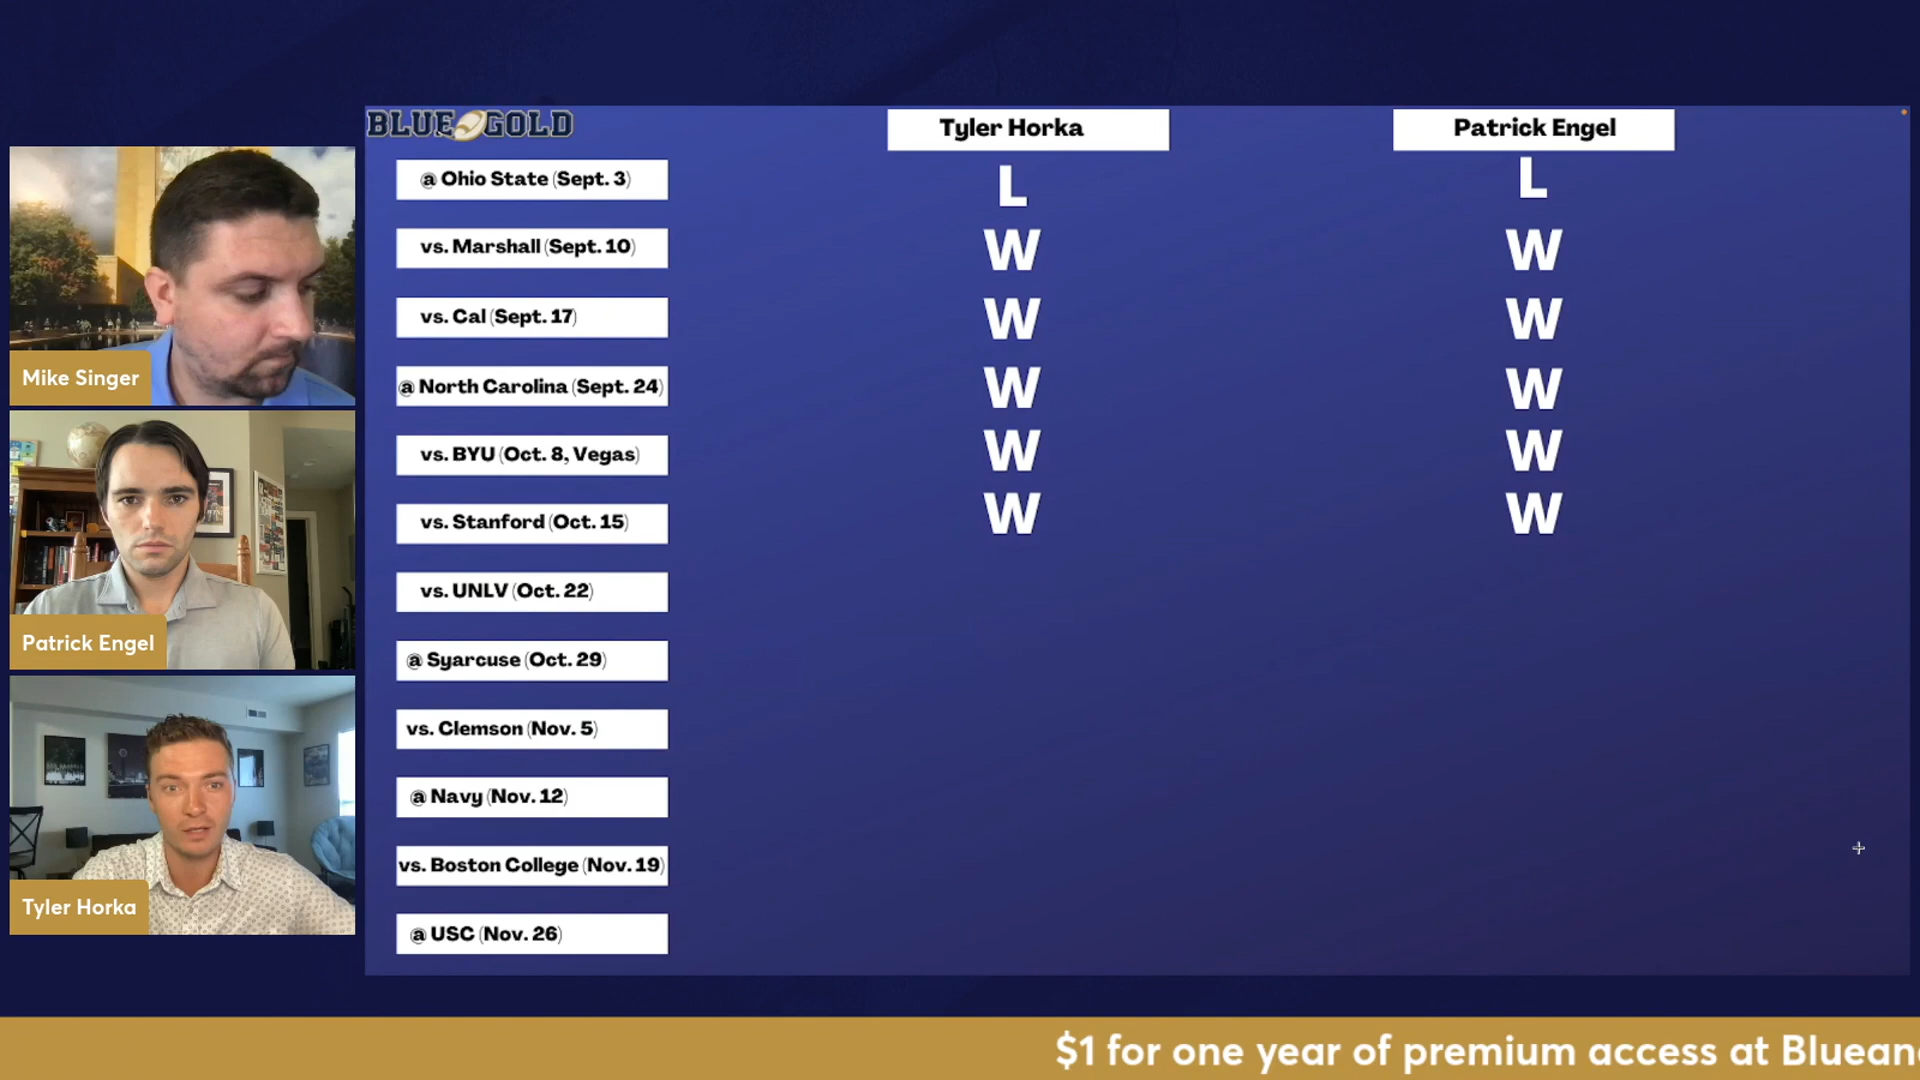 BLUE GOLD
Tyler Horka
Patrick Engel
@ Ohio State (Sept. 3)
L
L
vs. Marshall (Sept. 10)
W
W
vs. Cal (Sept. 17)
W
W
@ North Carolina (Sept. 24)
W
W
vs. BYU (Oct. 8, Vegas)
W
W
vs. Stanford (Oct. 15)
W
W
vs. UNLV (Oct. 22)
@ Syarcuse (Oct. 29)
vs. Clemson (Nov. 5)
@ Navy (Nov. 12)
vs. Boston College (Nov. 19)
@ USC (Nov. 26)
Mike Singer
Patrick Engel
Tyler Horka
$1 for one year of premium access at Bluean